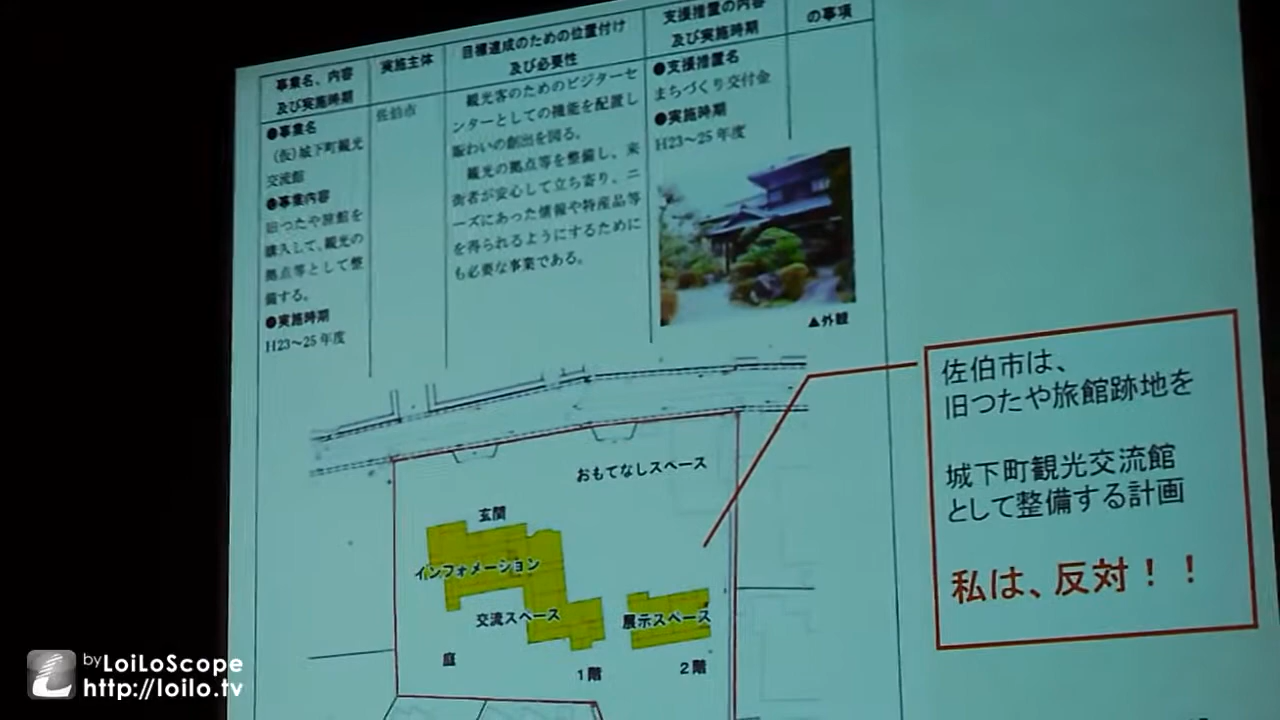 事業名、内容
及び実施時期
実施主体
目標達成のための位置付け
及び必要性
支援措置の内容
及び実施時期
の事項
●事業名
(仮)城下町観光
交流館
●事業内容
旧つたや旅館を
購入して、観光の
拠点等として整
備する。
●実施時期
H23〜25年度
佐伯市
観光客のためのビジターセ
ンターとしての機能を配置し
賑わいの創出を図る。
観光の拠点等を整備し、来
街者が安心して立ち寄り、ニ
ーズにあった情報や特産品等
を得られるようにするために
も必要な事業である。
●支援措置名
まちづくり交付金
●実施時期
H23〜25年度
▲外観
おもてなしスペース
玄関
インフォメーション
交流スペース
展示スペース
庭
1階
2階
佐伯市は、
旧つたや旅館跡地を
城下町観光交流館
として整備する計画
私は、反対！！
by LoiLoScope
http://loilo.tv